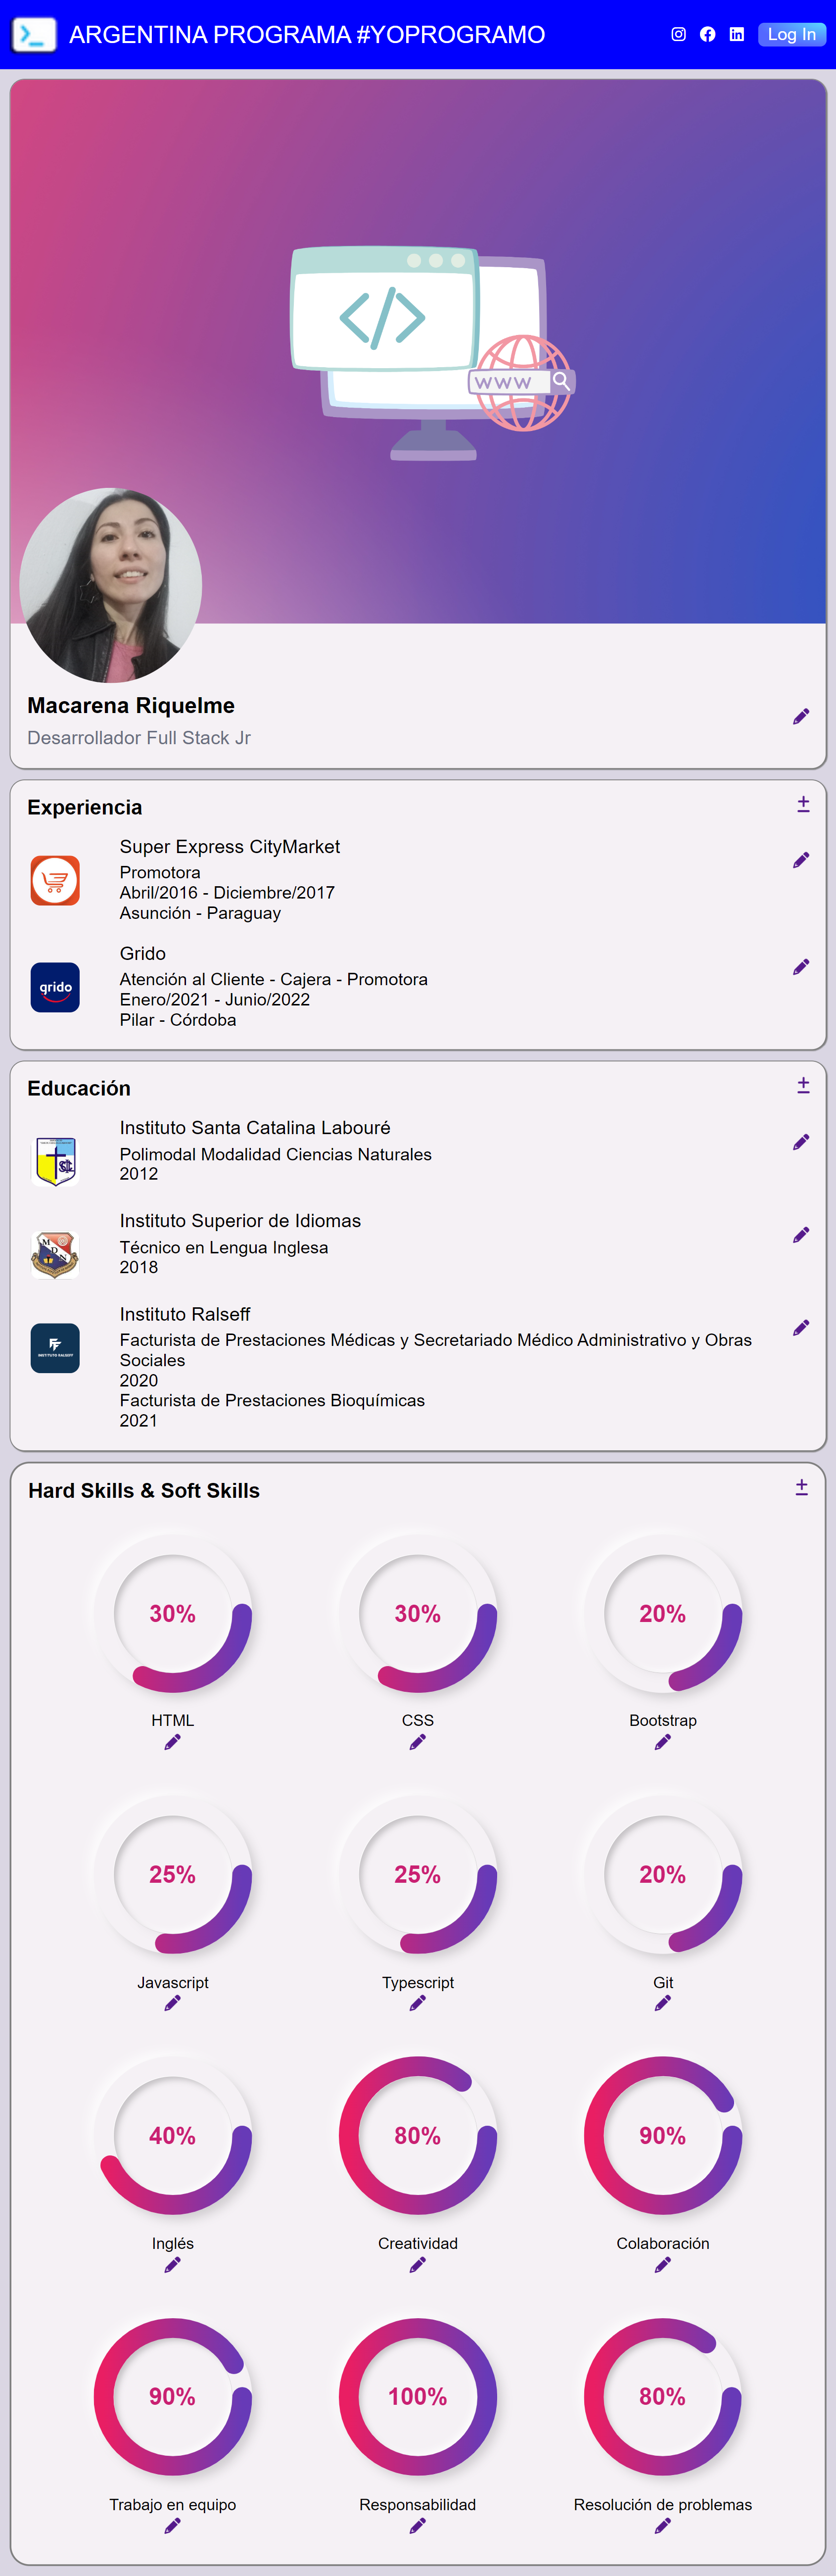 ARGENTINA PROGRAMA #YOPROGRAMO
Log In
</>
WWW
Macarena Riquelme
Desarrollador Full Stack Jr
Experiencia
Super Express CityMarket
Promotora
Abril/2016 - Diciembre/2017
Asunción - Paraguay
grido
Grido
Atención al Cliente - Cajera - Promotora
Enero/2021 - Junio/2022
Pilar - Córdoba
Educación
Instituto Santa Catalina Labouré
Polimodal Modalidad Ciencias Naturales
2012
Instituto Superior de Idiomas
Técnico en Lengua Inglesa
2018
INSTITUTO RALSEFF
Instituto Ralseff
Facturista de Prestaciones Médicas y Secretariado Médico Administrativo y Obras
Sociales
2020
Facturista de Prestaciones Bioquímicas
2021
Hard Skills & Soft Skills
30%
30%
20%
HTML
CSS
Bootstrap
25%
25%
20%
Javascript
Typescript
Git
40%
80%
90%
Inglés
Creatividad
Colaboración
90%
100%
80%
Trabajo en equipo
Responsabilidad
Resolución de problemas